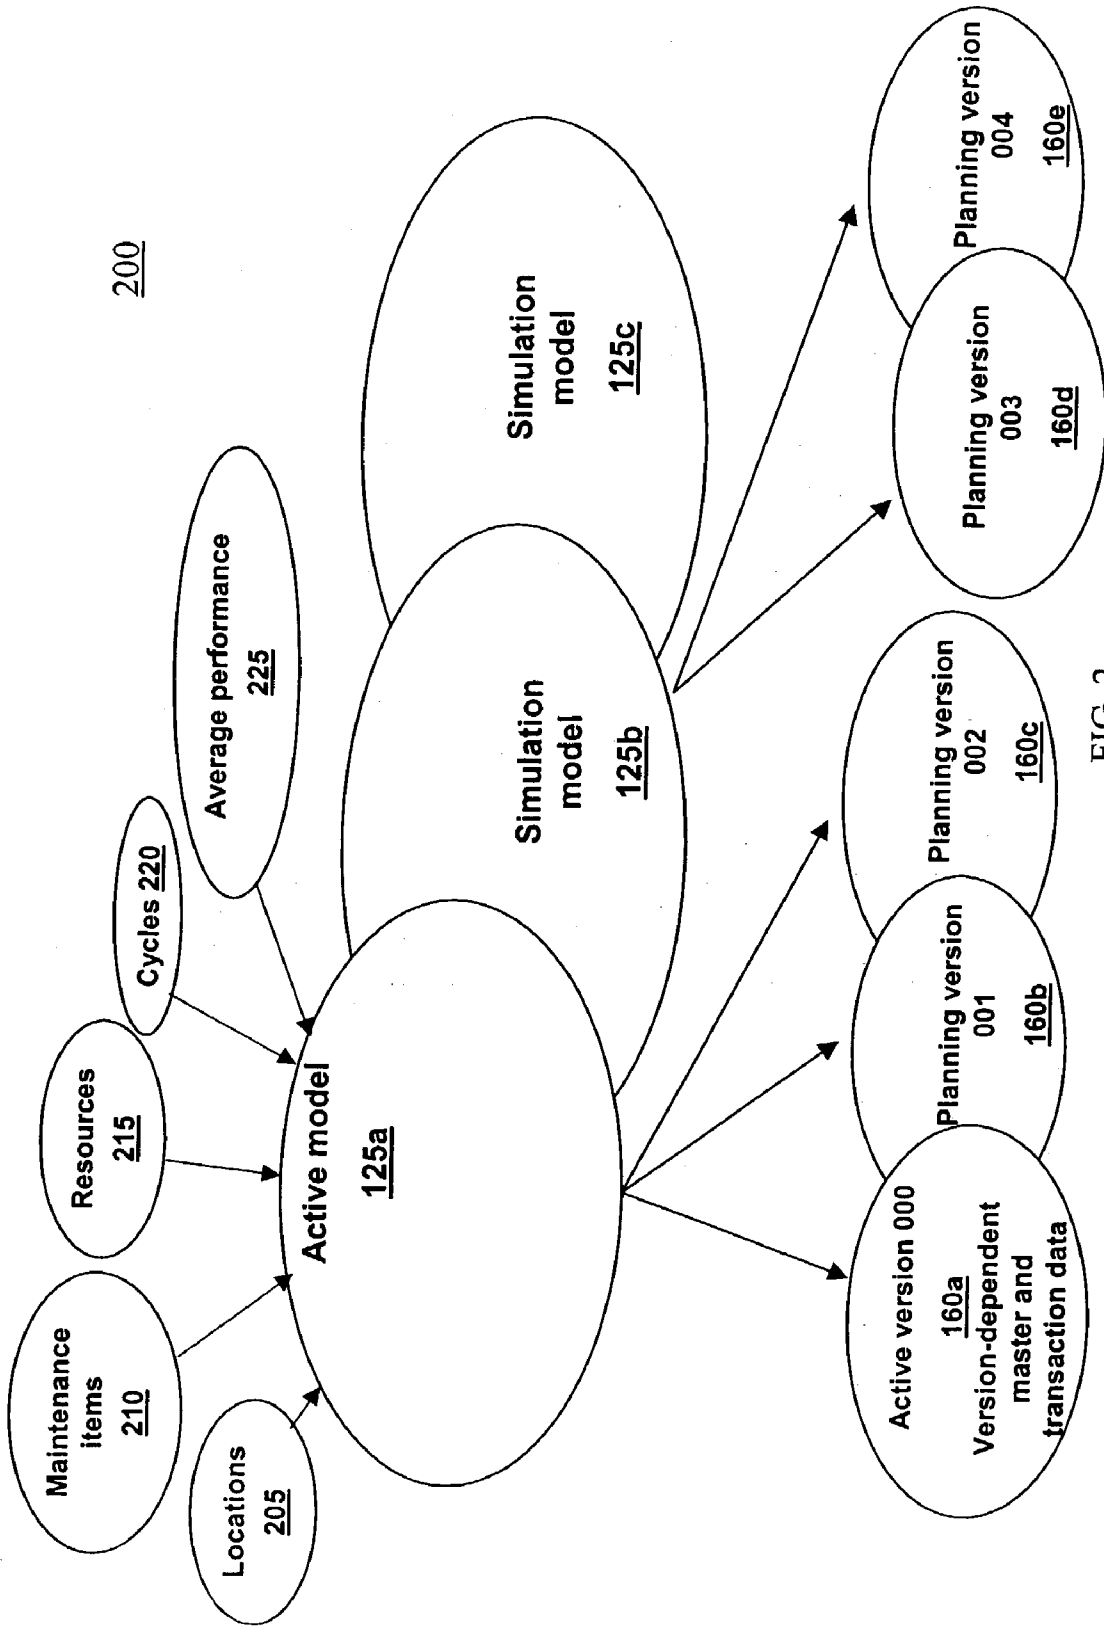 200
Maintenance
items
210
Resources
215
Cycles 220
Locations
205
Average performance
225
Active model
125a
Simulation
model
125b
Simulation
model
125c
Active version 000
160a
Version-dependent
master and
transaction data
Planning version
001
160b
Planning version
002
160c
Planning version
003
160d
Planning version
004
160e